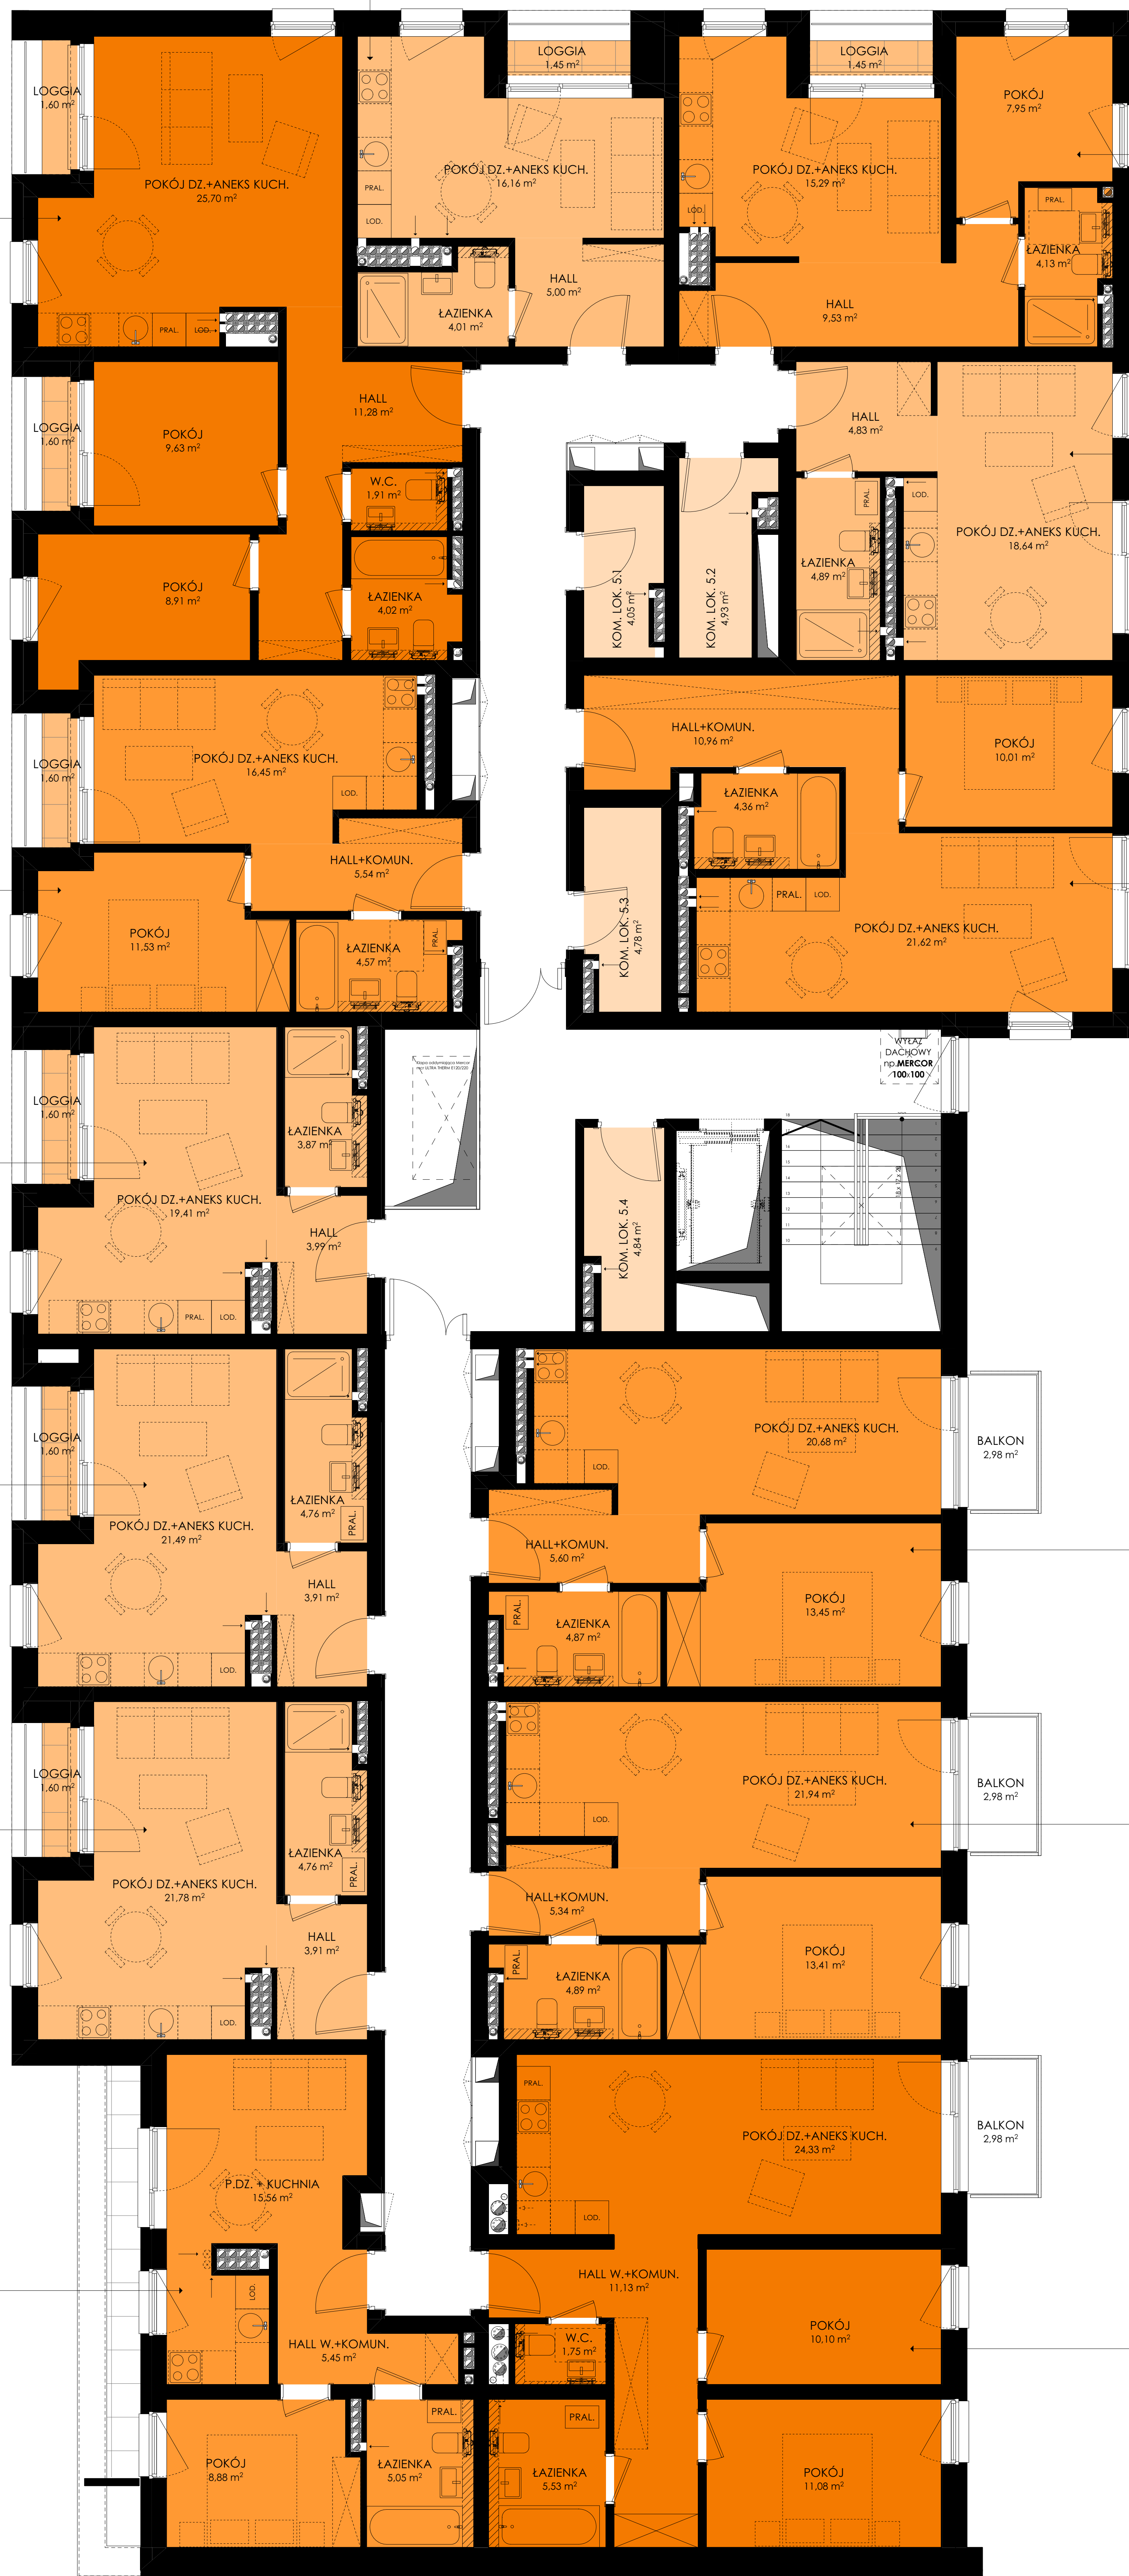 LOGGIA
1,60 m²
POKÓJ DZ.+ANEKS KUCH.
25,70 m²
PRAL.
LOD.
POKÓJ DZ.+ANEKS KUCH.
16,16 m²
PRAL.
LOD.
LOGGIA
1,45 m²
HALL
5,00 m²
ŁAZIENKA
4,01 m²
LOGGIA
1,45 m²
POKÓJ DZ.+ANEKS KUCH.
15,29 m²
LOD.
POKÓJ
7,95 m²
PRAL.
ŁAZIENKA
4,13 m²
HALL
9,53 m²
LOGGIA
1,60 m²
POKÓJ
9,63 m²
HALL
11,28 m²
W.C.
1,91 m²
POKÓJ
8,91 m²
ŁAZIENKA
4,02 m²
KOM. LOK. 5.1
4,05 m²
KOM. LOK. 5.2
4,93 m²
HALL
4,83 m²
PRAL.
LOD.
ŁAZIENKA
4,89 m²
POKÓJ DZ.+ANEKS KUCH.
18,64 m²
LOGGIA
1,60 m²
POKÓJ DZ.+ANEKS KUCH.
16,45 m²
LOD.
HALL+KOMUN.
5,54 m²
POKÓJ
11,53 m²
ŁAZIENKA
4,57 m²
PRAL.
HALL+KOMUN.
10,96 m²
POKÓJ
10,01 m²
ŁAZIENKA
4,36 m²
PRAL.
LOD.
POKÓJ DZ.+ANEKS KUCH.
21,62 m²
KOM. LOK. 5.3
4,78 m²
LOGGIA
1,60 m²
ŁAZIENKA
3,87 m²
POKÓJ DZ.+ANEKS KUCH.
19,41 m²
HALL
3,99 m²
PRAL.
LOD.
WYŁAZ
DACHOWY
np.MERCOR
100x100
KOM. LOK. 5.4
4,84 m²
LOGGIA
1,60 m²
ŁAZIENKA
4,76 m²
PRAL.
POKÓJ DZ.+ANEKS KUCH.
21,49 m²
HALL
3,91 m²
LOD.
POKÓJ DZ.+ANEKS KUCH.
20,68 m²
LOD.
BALKON
2,98 m²
HALL+KOMUN.
5,60 m²
PRAL.
ŁAZIENKA
4,87 m²
POKÓJ
13,45 m²
LOGGIA
1,60 m²
ŁAZIENKA
4,76 m²
PRAL.
POKÓJ DZ.+ANEKS KUCH.
21,78 m²
HALL
3,91 m²
LOD.
POKÓJ DZ.+ANEKS KUCH.
21,94 m²
LOD.
BALKON
2,98 m²
HALL+KOMUN.
5,34 m²
PRAL.
ŁAZIENKA
4,89 m²
POKÓJ
13,41 m²
P.DZ. + KUCHNIA
15,56 m²
LOD.
HALL W.+KOMUN.
5,45 m²
POKÓJ
8,88 m²
PRAL.
ŁAZIENKA
5,05 m²
PRAL.
POKÓJ DZ.+ANEKS KUCH.
24,33 m²
LOD.
BALKON
2,98 m²
HALL W.+KOMUN.
11,13 m²
W.C.
1,75 m²
POKÓJ
10,10 m²
PRAL.
ŁAZIENKA
5,53 m²
POKÓJ
11,08 m²